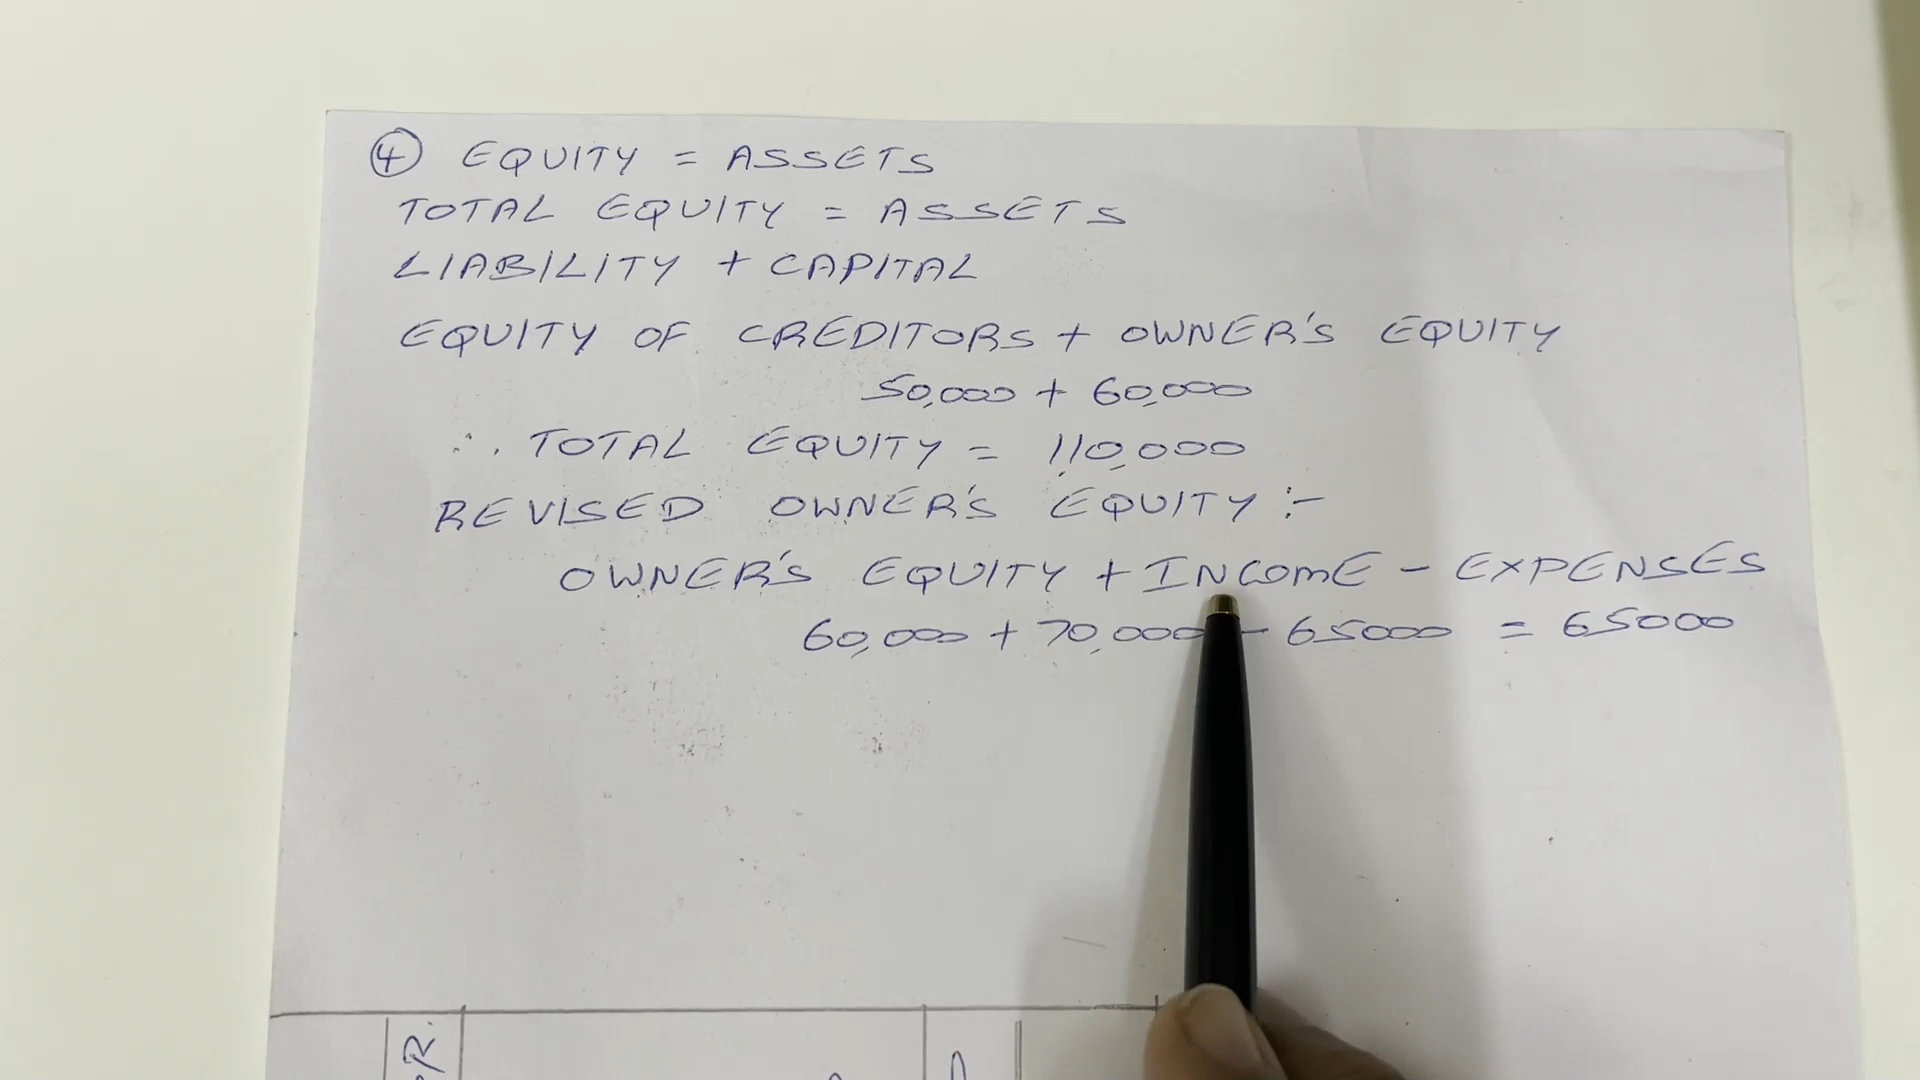 ④ EQUITY = ASSETS
TOTAL EQUITY = ASSETS
LIABILITY + CAPITAL
EQUITY OF CREDITORS + OWNER'S EQUITY
50,000 + 60,000
∴ TOTAL EQUITY = 110,000
REVISED OWNER'S EQUITY :-
OWNER'S EQUITY + INCOME - EXPENSES
60,000 + 70,000 - 65000 = 65000